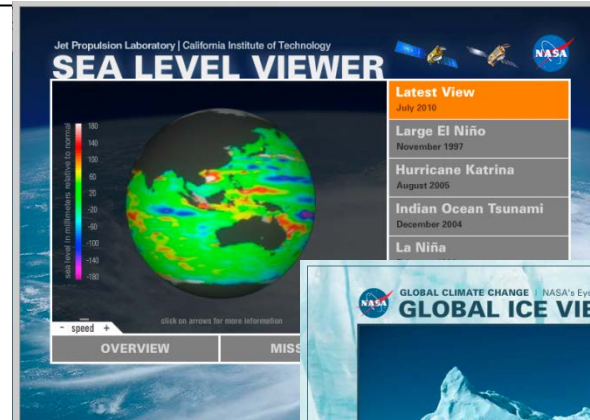 Jet Propulsion Laboratory | California Institute of Technology
SEA LEVEL VIEWER
NASA
Latest View
July 2010
Large El Niño
November 1997
Hurricane Katrina
August 2005
Indian Ocean Tsunami
December 2004
La Niña
sea level in millimeters relative to normal
180
140
100
60
20
-20
-60
-100
-140
-180
- speed +
click on arrows for more information
OVERVIEW
MISS
NASA
GLOBAL CLIMATE CHANGE | NASA's Eye
GLOBAL ICE VIE